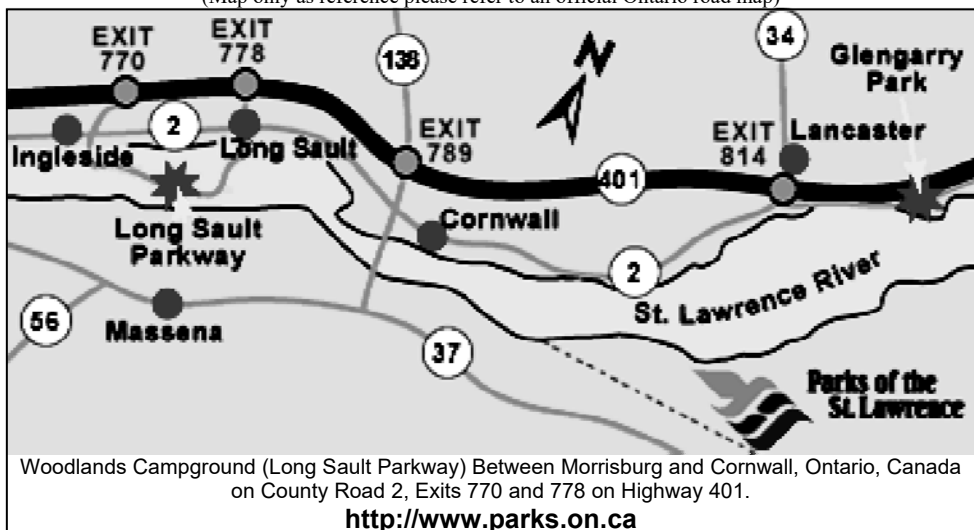 (Map only as reference please refer to an official Ontario road map)
EXIT
770
EXIT
778
138
34
N
Glengarry
Park
2
EXIT
789
EXIT
814
Lancaster
Ingleside
Long Sault
401
Long Sault
Parkway
Cornwall
2
St. Lawrence River
56
Massena
37
Parks of the
St. Lawrence
Woodlands Campground (Long Sault Parkway) Between Morrisburg and Cornwall, Ontario, Canada
on County Road 2, Exits 770 and 778 on Highway 401.
http://www.parks.on.ca